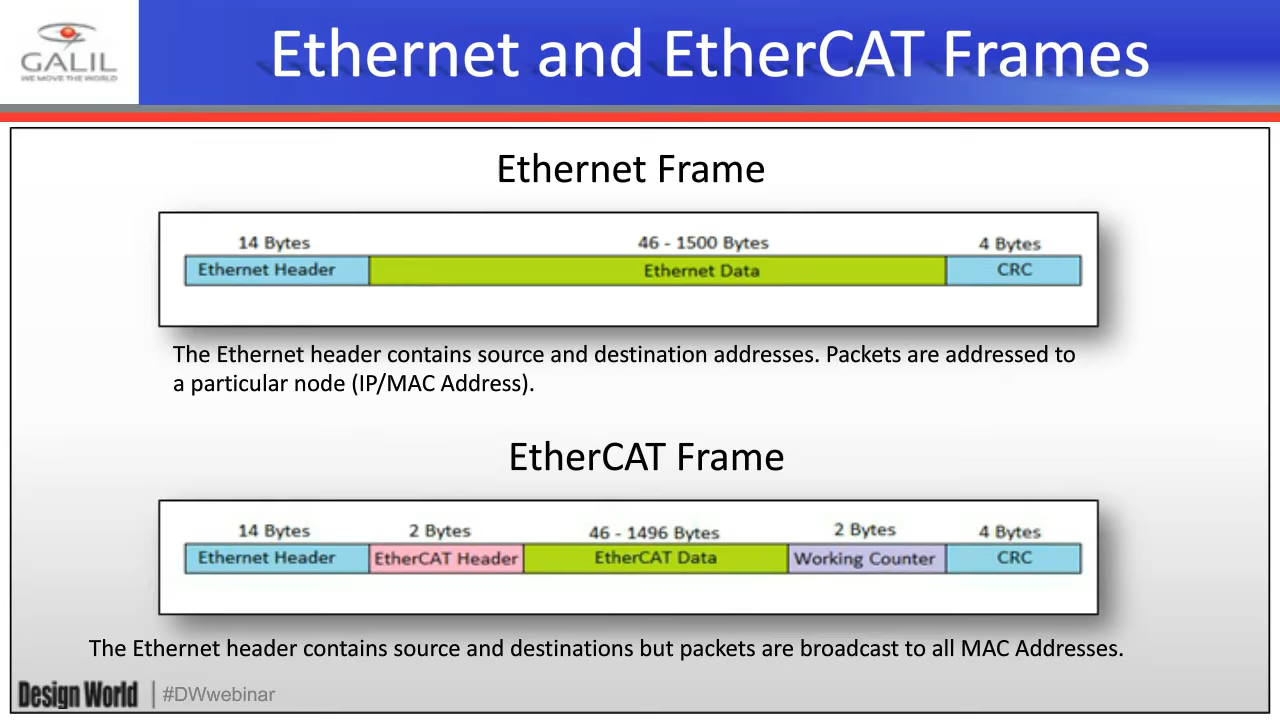 GALIL
WE MOVE THE WORLD
Ethernet and EtherCAT Frames
Ethernet Frame
14 Bytes 46 - 1500 Bytes 4 Bytes
Ethernet Header Ethernet Data CRC
The Ethernet header contains source and destination addresses. Packets are addressed to
a particular node (IP/MAC Address).
EtherCAT Frame
14 Bytes 2 Bytes 46 - 1496 Bytes 2 Bytes 4 Bytes
Ethernet Header EtherCAT Header EtherCAT Data Working Counter CRC
The Ethernet header contains source and destinations but packets are broadcast to all MAC Addresses.
Design World #DWwebinar